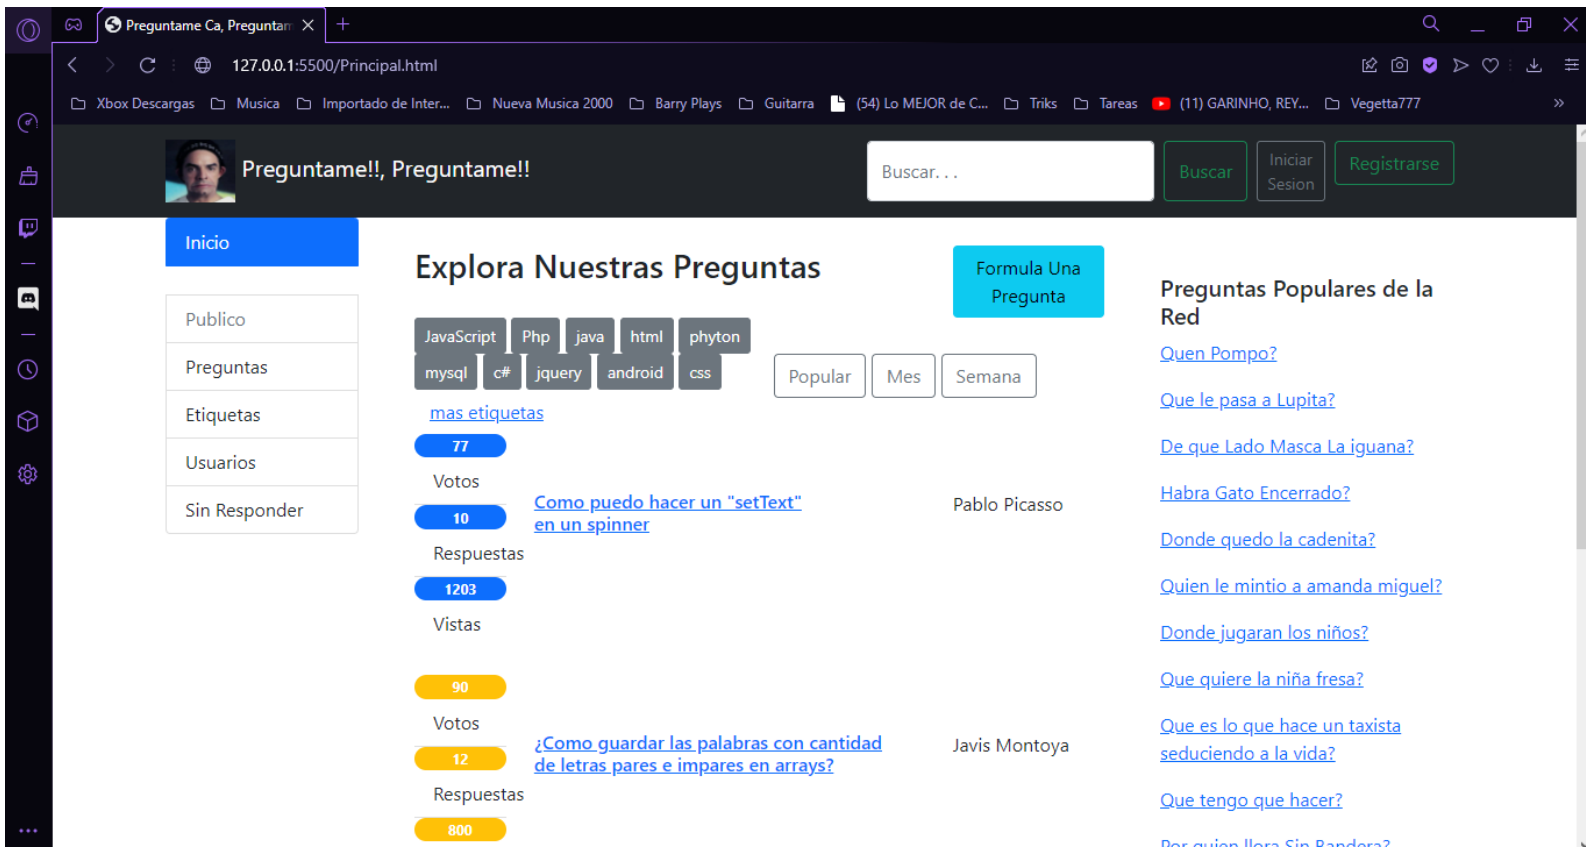 Preguntame Ca, Preguntam
127.0.0.1:5500/Principal.html
Xbox Descargas
Musica
Importado de Inter...
Nueva Musica 2000
Barry Plays
Guitarra
(54) Lo MEJOR de C...
Triks
Tareas
(11) GARINHO, REY...
Vegetta777
Preguntame!!, Preguntame!!
Buscar. . .
Buscar
Iniciar
Sesion
Registrarse
Inicio
Publico
Preguntas
Etiquetas
Usuarios
Sin Responder
Explora Nuestras Preguntas
Formula Una
Pregunta
JavaScript
Php
java
html
phyton
mysql
c#
jquery
android
css
mas etiquetas
Popular
Mes
Semana
77
Votos
10
Respuestas
1203
Vistas
Como puedo hacer un "setText"
en un spinner
Pablo Picasso
90
Votos
12
Respuestas
800
¿Como guardar las palabras con cantidad
de letras pares e impares en arrays?
Javis Montoya
Preguntas Populares de la
Red
Quen Pompo?
Que le pasa a Lupita?
De que Lado Masca La iguana?
Habra Gato Encerrado?
Donde quedo la cadenita?
Quien le mintio a amanda miguel?
Donde jugaran los niños?
Que quiere la niña fresa?
Que es lo que hace un taxista
seduciendo a la vida?
Que tengo que hacer?
Por quien llora Sin Bandera?